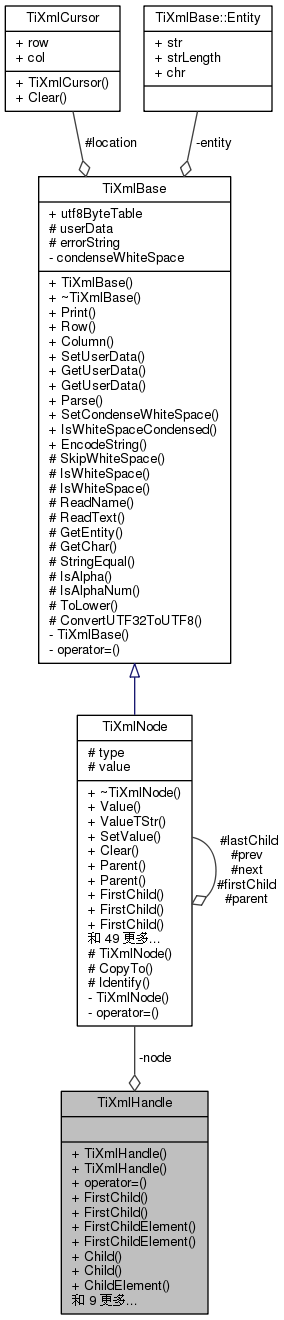 TiXmlCursor
+ row
+ col
+ TiXmlCursor()
+ Clear()
TiXmlBase::Entity
+ str
+ strLength
+ chr
#location
-entity
TiXmlBase
+ utf8ByteTable
# userData
# errorString
- condenseWhiteSpace
+ TiXmlBase()
+ ~TiXmlBase()
+ Print()
+ Row()
+ Column()
+ SetUserData()
+ GetUserData()
+ GetUserData()
+ Parse()
+ SetCondenseWhiteSpace()
+ IsWhiteSpaceCondensed()
+ EncodeString()
# SkipWhiteSpace()
# IsWhiteSpace()
# IsWhiteSpace()
# ReadName()
# ReadText()
# GetEntity()
# GetChar()
# StringEqual()
# IsAlpha()
# IsAlphaNum()
# ToLower()
# ConvertUTF32ToUTF8()
- TiXmlBase()
- operator=()
TiXmlNode
# type
# value
+ ~TiXmlNode()
+ Value()
+ ValueTStr()
+ SetValue()
+ Clear()
+ Parent()
+ Parent()
+ FirstChild()
+ FirstChild()
+ FirstChild()
和 49 更多...
# TiXmlNode()
# CopyTo()
# Identify()
- TiXmlNode()
- operator=()
#lastChild
#prev
#next
#firstChild
#parent
-node
TiXmlHandle
+ TiXmlHandle()
+ TiXmlHandle()
+ operator=()
+ FirstChild()
+ FirstChild()
+ FirstChildElement()
+ FirstChildElement()
+ Child()
+ Child()
+ ChildElement()
和 9 更多...